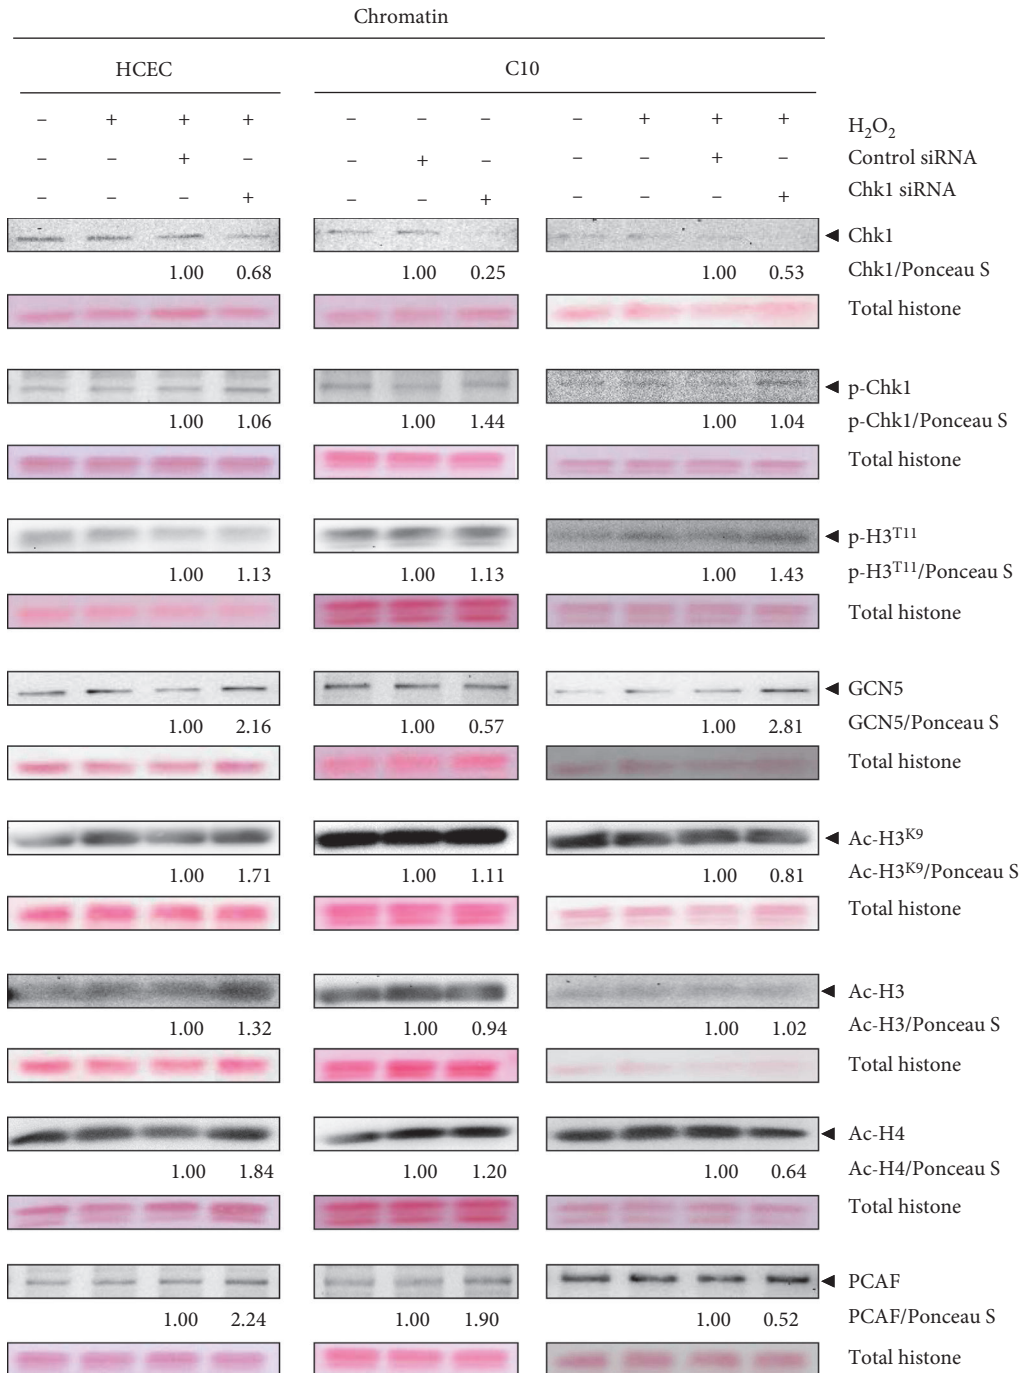 Chromatin
HCEC C10
– + + + – – – – + + + H₂O₂
– – + – – + – – – + – Control siRNA
– – – + – – + – – – + Chk1 siRNA
◄ Chk1
1.00 0.68 1.00 0.25 1.00 0.53 Chk1/Ponceau S
Total histone
◄ p-Chk1
1.00 1.06 1.00 1.44 1.00 1.04 p-Chk1/Ponceau S
Total histone
◄ p-H3ᵀ¹¹
1.00 1.13 1.00 1.13 1.00 1.43 p-H3ᵀ¹¹/Ponceau S
Total histone
◄ GCN5
1.00 2.16 1.00 0.57 1.00 2.81 GCN5/Ponceau S
Total histone
◄ Ac-H3ᴷ⁹
1.00 1.71 1.00 1.11 1.00 0.81 Ac-H3ᴷ⁹/Ponceau S
Total histone
◄ Ac-H3
1.00 1.32 1.00 0.94 1.00 1.02 Ac-H3/Ponceau S
Total histone
◄ Ac-H4
1.00 1.84 1.00 1.20 1.00 0.64 Ac-H4/Ponceau S
Total histone
◄ PCAF
1.00 2.24 1.00 1.90 1.00 0.52 PCAF/Ponceau S
Total histone